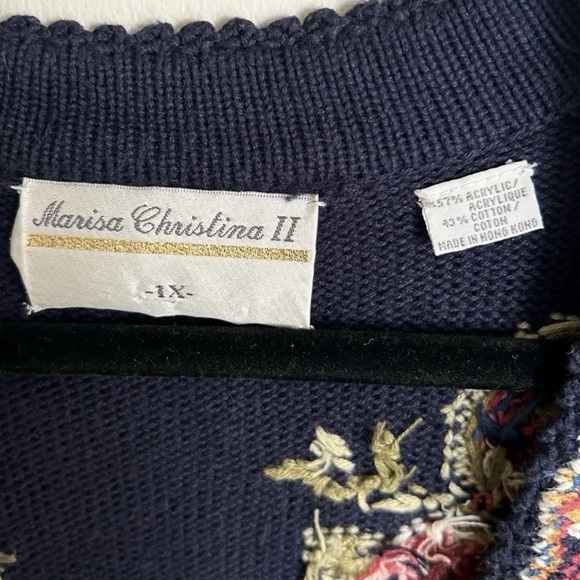 Marisa Christina II
-1X-
57% ACRYLIC/
ACRYLIQUE
43% COTTON/
COTON
MADE IN HONG KONG